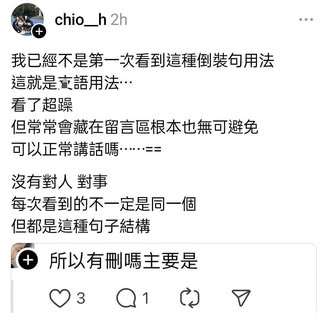 chio__h 2h
我已經不是第一次看到這種倒裝句用法
這就是寔語用法⋯
看了超躁
但常常會藏在留言區根本也無可避免
可以正常講話嗎⋯⋯==
沒有對人 對事
每次看到的不一定是同一個
但都是這種句子結構
所以有刪嗎主要是
3
1